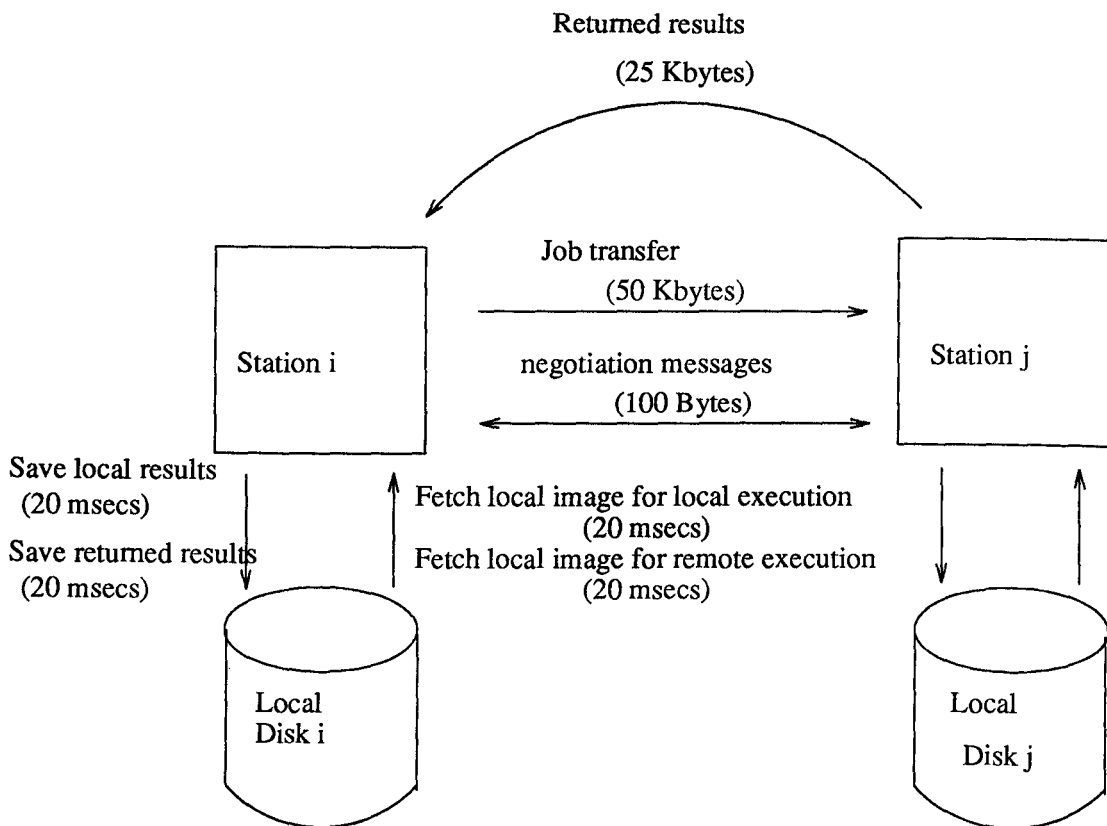 Returned results
(25 Kbytes)
Job transfer
(50 Kbytes)
Station i
negotiation messages
(100 Bytes)
Station j
Save local results
(20 msecs)
Save returned results
(20 msecs)
Fetch local image for local execution
(20 msecs)
Fetch local image for remote execution
(20 msecs)
Local
Disk i
Local
Disk j